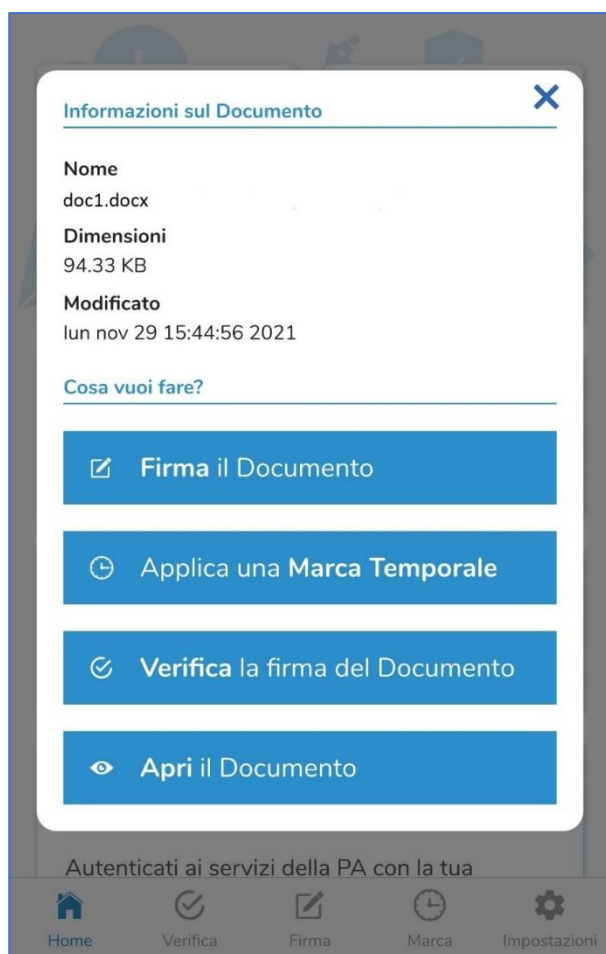 Informazioni sul Documento
Nome
doc1.docx
Dimensioni
94.33 KB
Modificato
lun nov 29 15:44:56 2021
Cosa vuoi fare?
Firma il Documento
Applica una Marca Temporale
Verifica la firma del Documento
Apri il Documento
Autenticati ai servizi della PA con la tua
Home Verifica Firma Marca Impostazioni